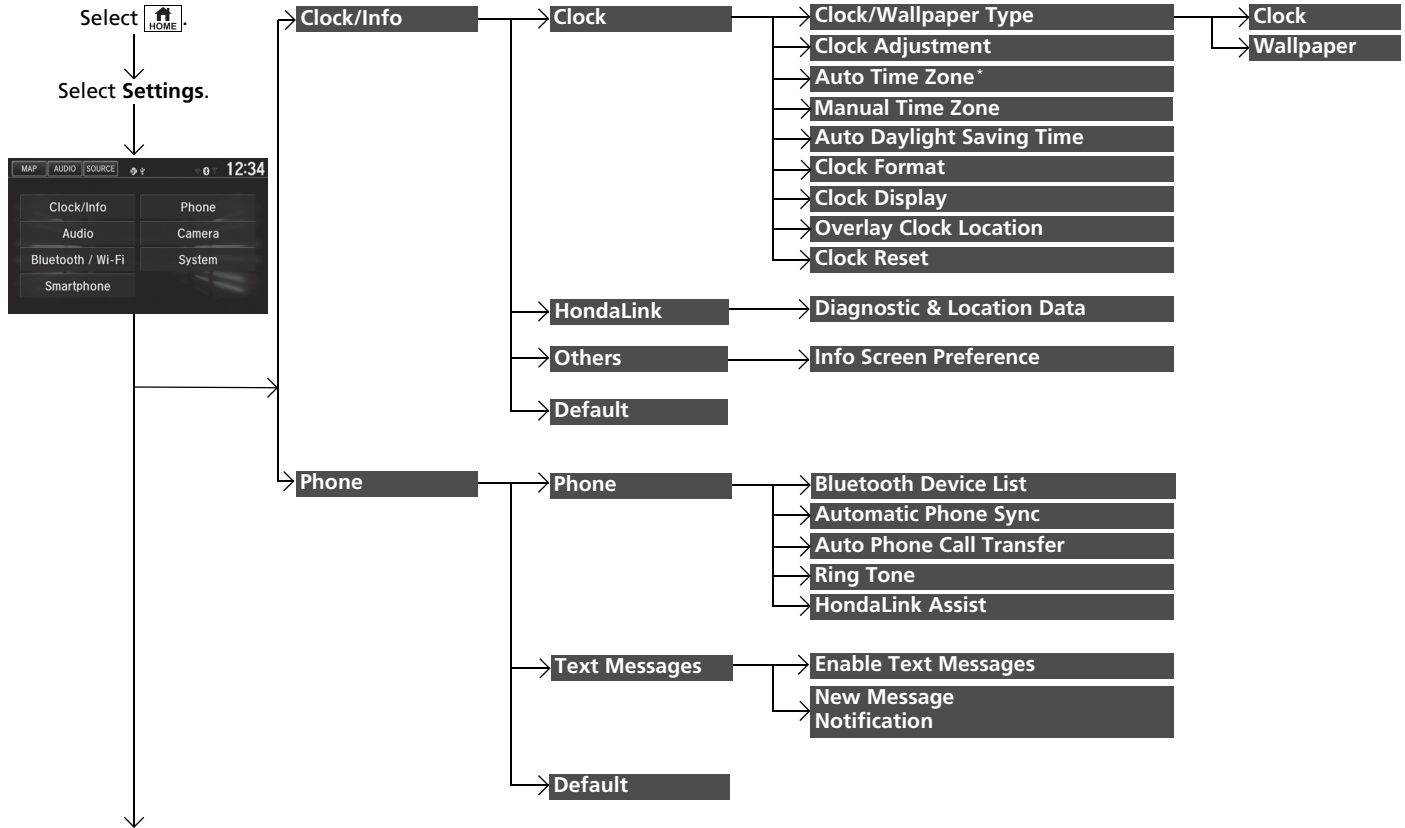 Select HOME.
Select Settings.
MAP AUDIO SOURCE 12:34
Clock/Info Phone
Audio Camera
Bluetooth / Wi-Fi System
Smartphone
Clock/Info
Clock
Clock/Wallpaper Type
Clock
Wallpaper
Clock Adjustment
Auto Time Zone*
Manual Time Zone
Auto Daylight Saving Time
Clock Format
Clock Display
Overlay Clock Location
Clock Reset
HondaLink
Diagnostic & Location Data
Others
Info Screen Preference
Default
Phone
Phone
Bluetooth Device List
Automatic Phone Sync
Auto Phone Call Transfer
Ring Tone
HondaLink Assist
Text Messages
Enable Text Messages
New Message
Notification
Default